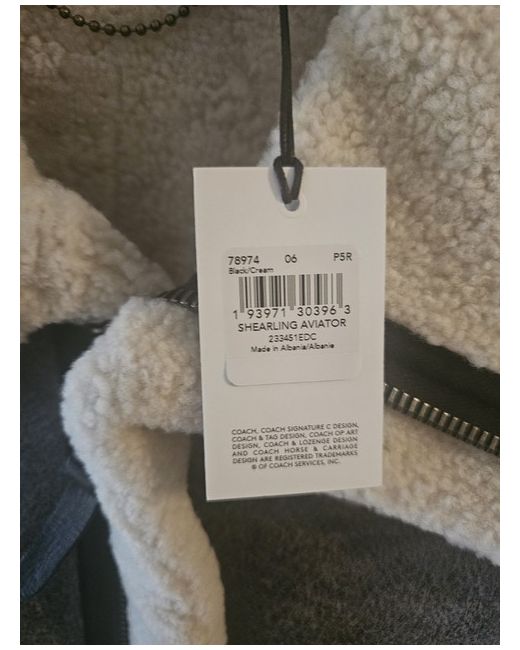 78974 06 P5R
Black/Cream
1 93971 30396 3
SHEARLING AVIATOR
233451EDC
Made in Albania/Albanie
COACH, COACH SIGNATURE C DESIGN,
COACH & TAG DESIGN, COACH OP ART
DESIGN, COACH & LOZENGE DESIGN
AND COACH HORSE & CARRIAGE
DESIGN ARE REGISTERED TRADEMARKS
® OF COACH SERVICES, INC.